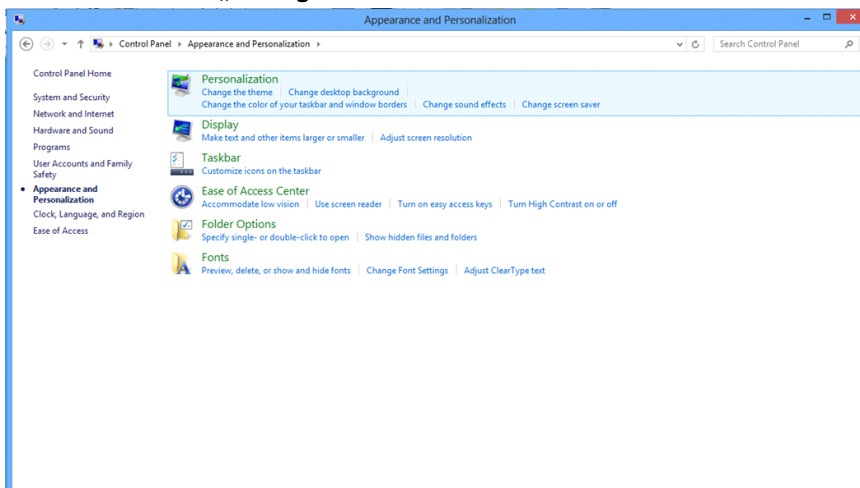 Appearance and Personalization
Control Panel Appearance and Personalization
Search Control Panel
Control Panel Home
System and Security
Network and Internet
Hardware and Sound
Programs
User Accounts and Family
Safety
Appearance and
Personalization
Clock, Language, and Region
Ease of Access
Personalization
Change the theme Change desktop background
Change the color of your taskbar and window borders Change sound effects Change screen saver
Display
Make text and other items larger or smaller Adjust screen resolution
Taskbar
Customize icons on the taskbar
Ease of Access Center
Accommodate low vision Use screen reader Turn on easy access keys Turn High Contrast on or off
Folder Options
Specify single- or double-click to open Show hidden files and folders
Fonts
Preview, delete, or show and hide fonts Change Font Settings Adjust ClearType text